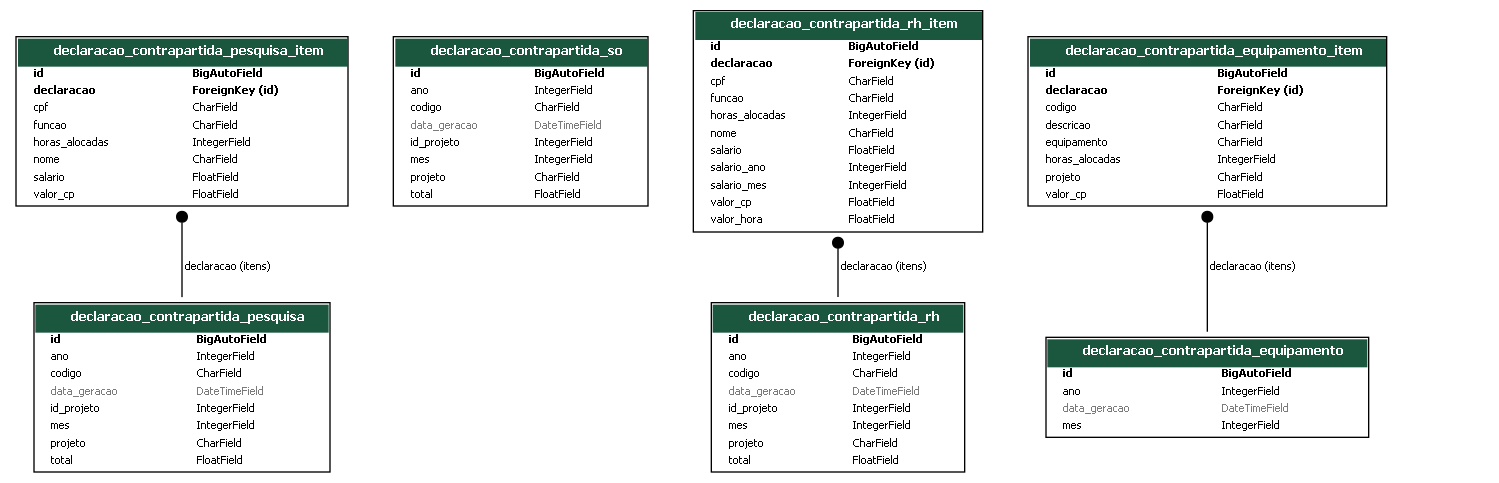 declaracao_contrapartida_pesquisa_item
id BigAutoField
declaracao ForeignKey (id)
cpf CharField
funcao CharField
horas_alocadas IntegerField
nome CharField
salario FloatField
valor_cp FloatField
declaracao_contrapartida_so
id BigAutoField
ano IntegerField
codigo CharField
data_geracao DateTimeField
id_projeto IntegerField
mes IntegerField
projeto CharField
total FloatField
declaracao_contrapartida_rh_item
id BigAutoField
declaracao ForeignKey (id)
cpf CharField
funcao CharField
horas_alocadas IntegerField
nome CharField
salario FloatField
salario_ano IntegerField
salario_mes IntegerField
valor_cp FloatField
valor_hora FloatField
declaracao_contrapartida_equipamento_item
id BigAutoField
declaracao ForeignKey (id)
codigo CharField
descricao CharField
equipamento CharField
horas_alocadas IntegerField
projeto CharField
valor_cp FloatField
declaracao (itens)
declaracao (itens)
declaracao (itens)
declaracao_contrapartida_pesquisa
id BigAutoField
ano IntegerField
codigo CharField
data_geracao DateTimeField
id_projeto IntegerField
mes IntegerField
projeto CharField
total FloatField
declaracao_contrapartida_rh
id BigAutoField
ano IntegerField
codigo CharField
data_geracao DateTimeField
id_projeto IntegerField
mes IntegerField
projeto CharField
total FloatField
declaracao_contrapartida_equipamento
id BigAutoField
ano IntegerField
data_geracao DateTimeField
mes IntegerField